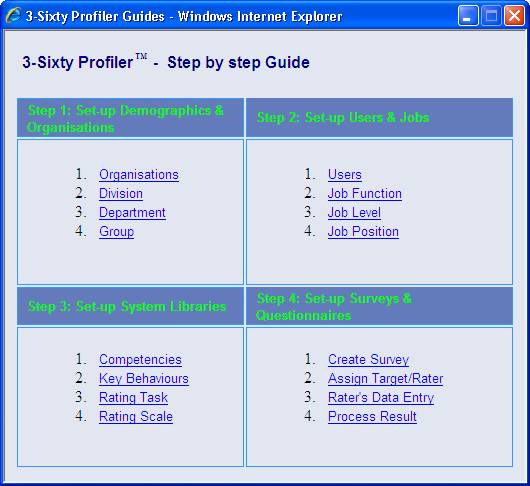 3-Sixty Profiler Guides - Windows Internet Explorer
3-Sixty Profiler™ - Step by step Guide
Step 1: Set-up Demographics &
Organisations
1. Organisations
2. Division
3. Department
4. Group
Step 2: Set-up Users & Jobs
1. Users
2. Job Function
3. Job Level
4. Job Position
Step 3: Set-up System Libraries
1. Competencies
2. Key Behaviours
3. Rating Task
4. Rating Scale
Step 4: Set-up Surveys &
Questionnaires
1. Create Survey
2. Assign Target/Rater
3. Rater's Data Entry
4. Process Result